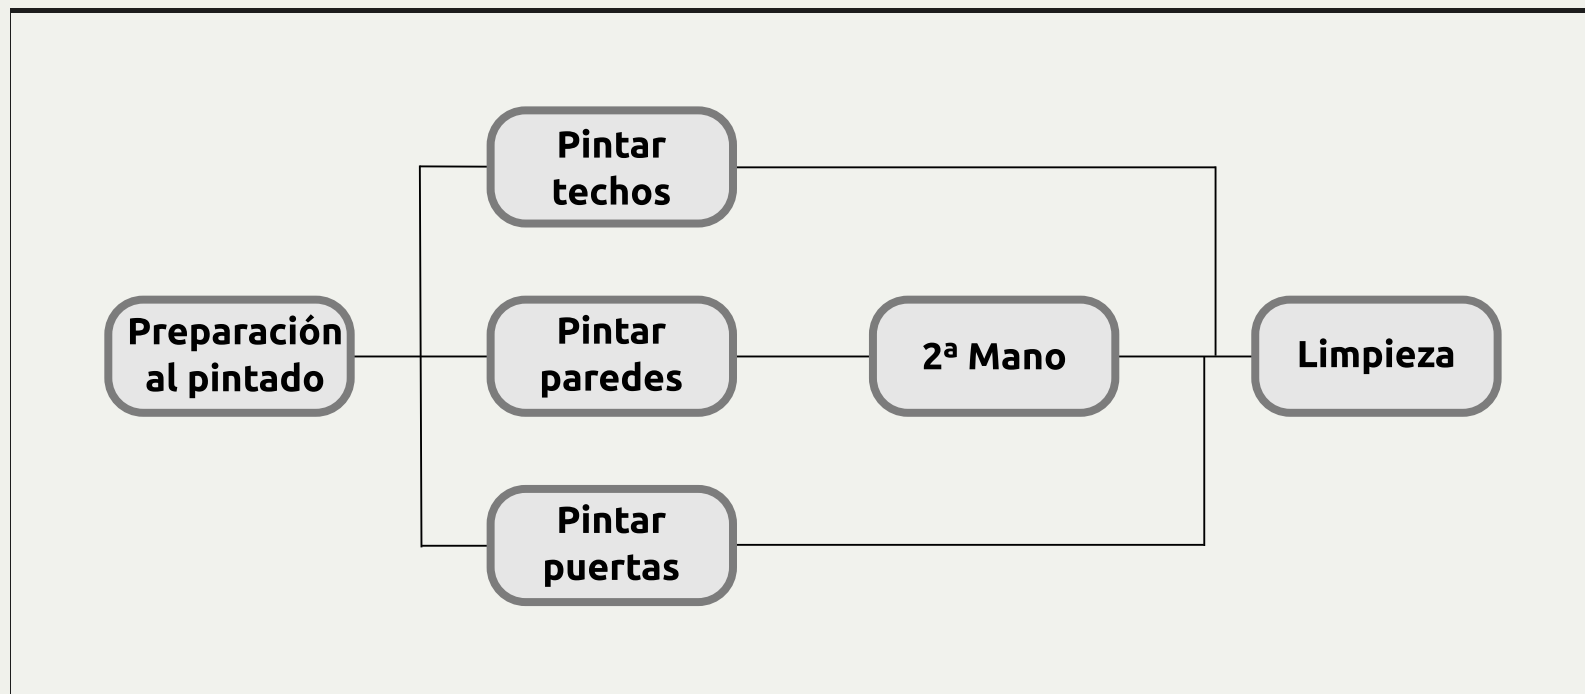 Pintar
techos
Preparación
al pintado
Pintar
paredes
2ª Mano
Limpieza
Pintar
puertas